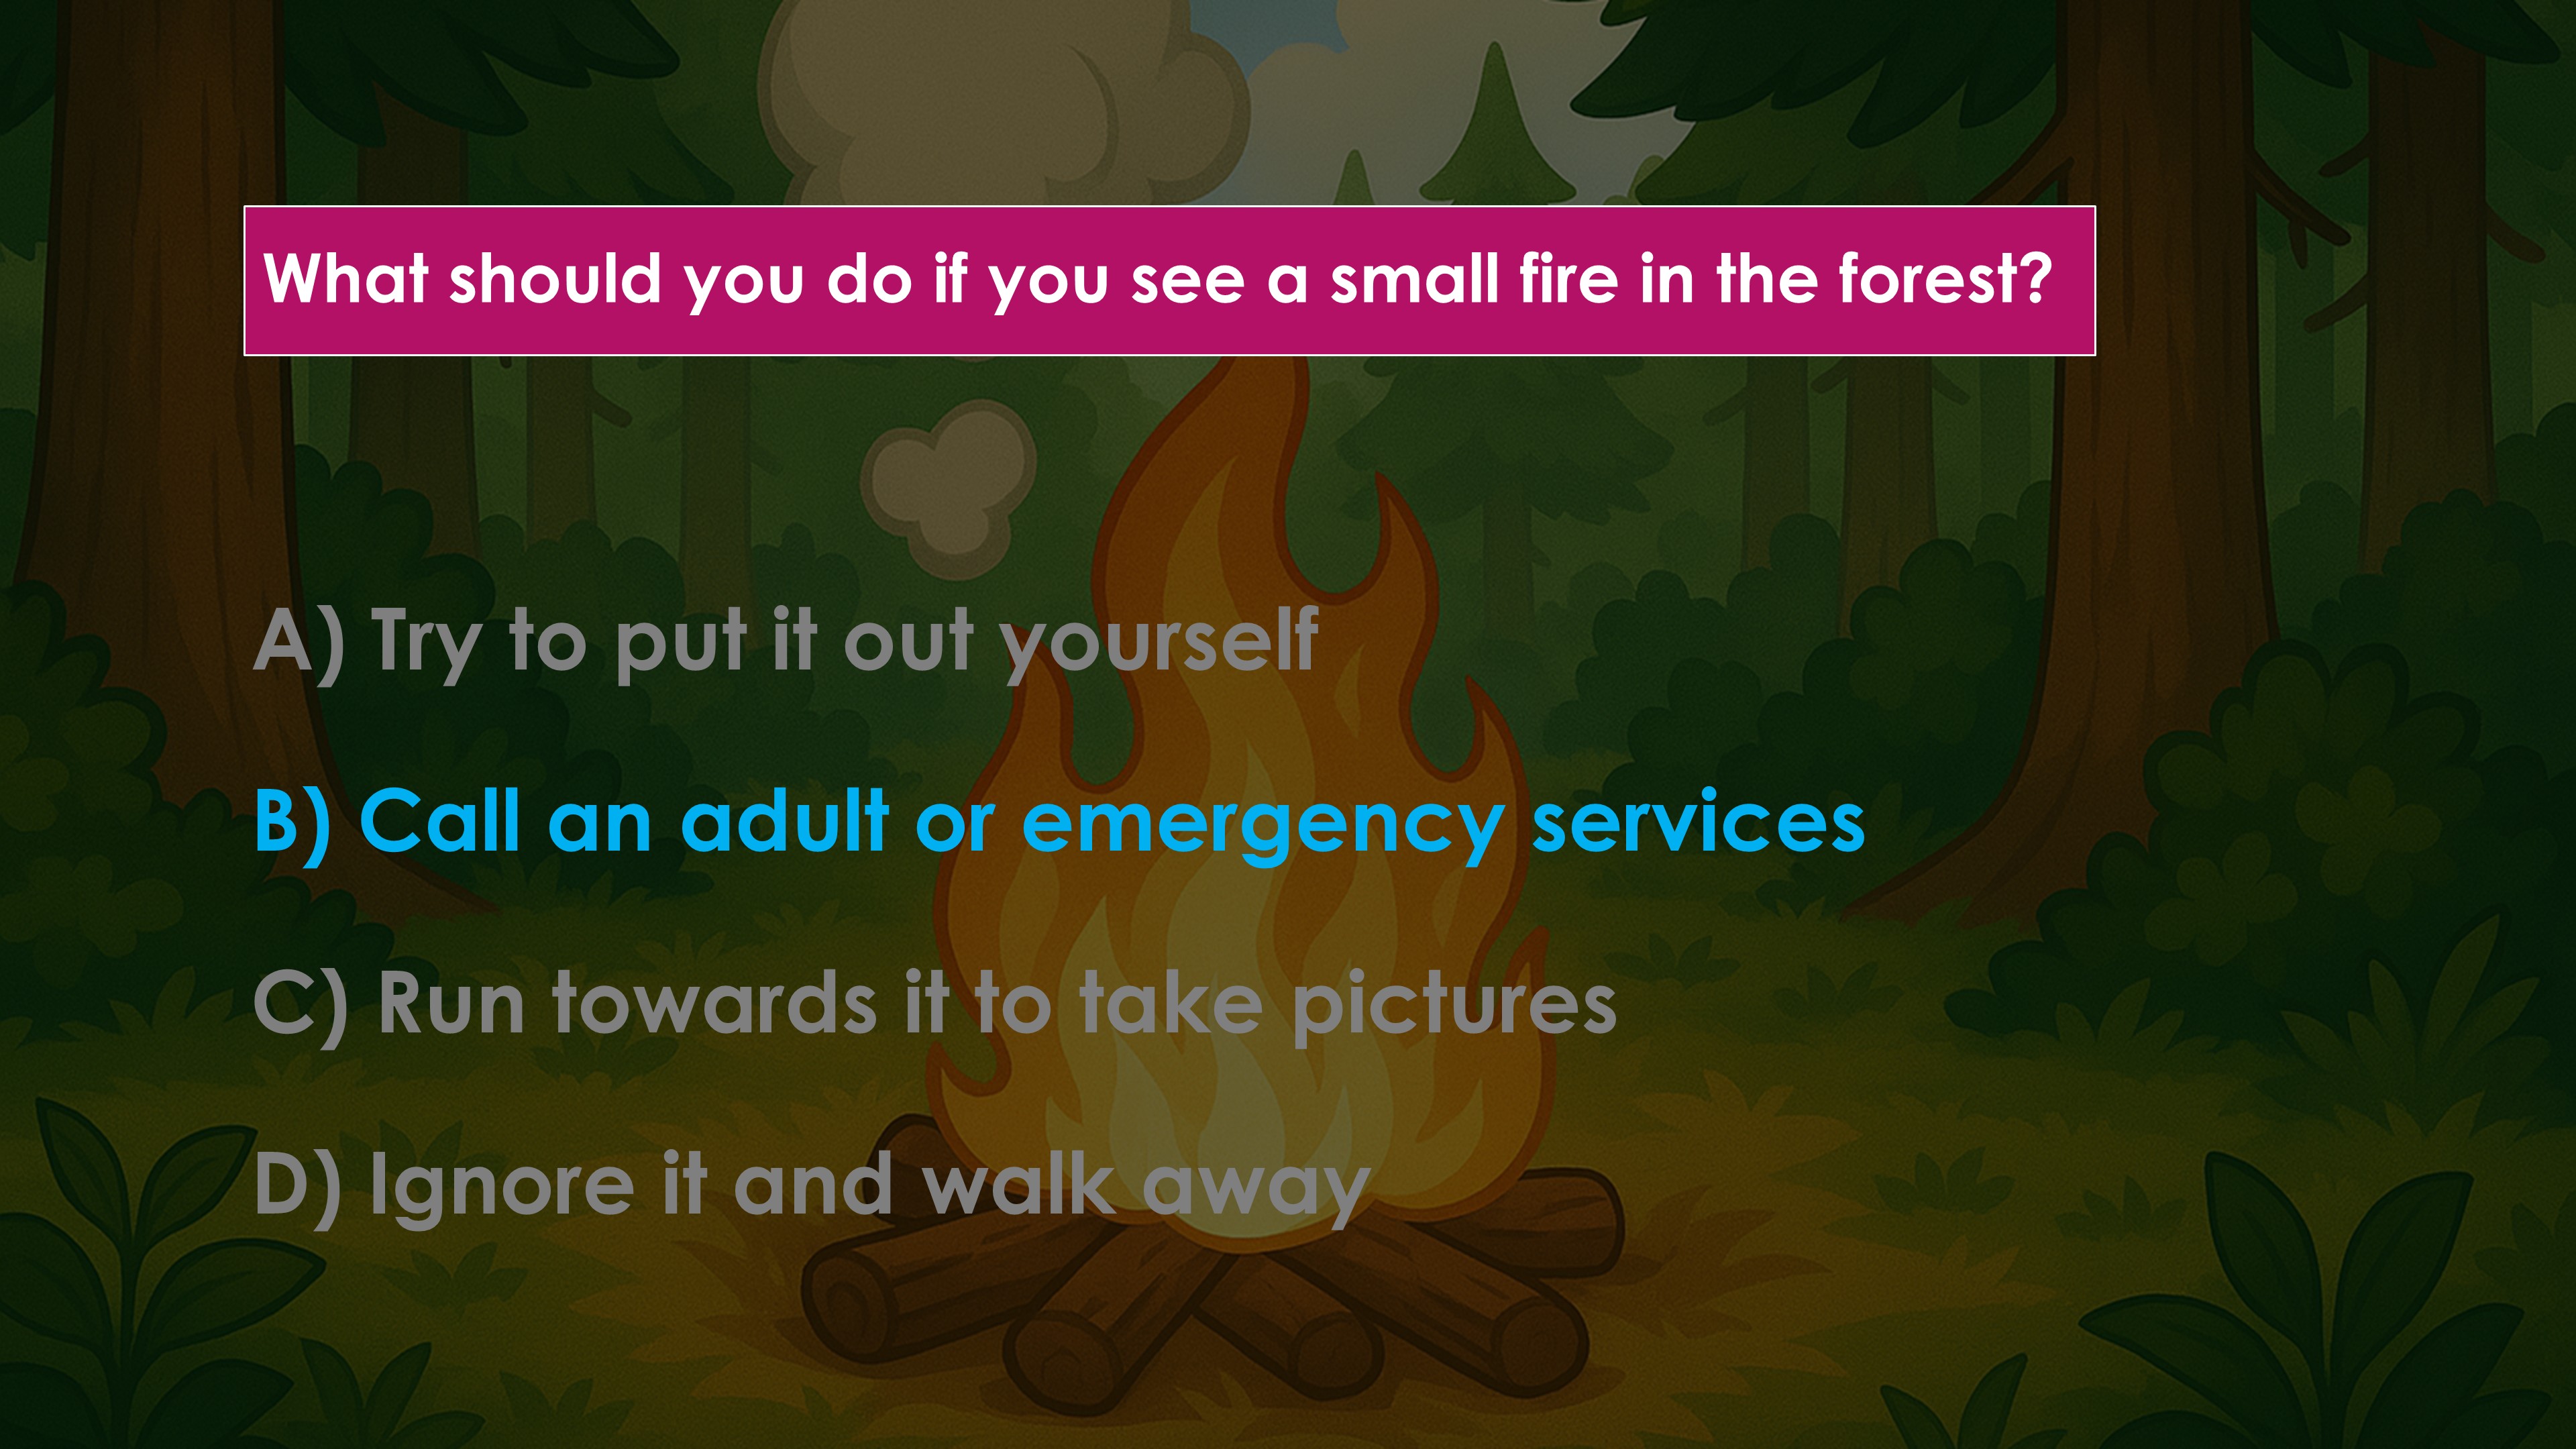 What should you do if you see a small fire in the forest?
A) Try to put it out yourself
B) Call an adult or emergency services
C) Run towards it to take pictures
D) Ignore it and walk away